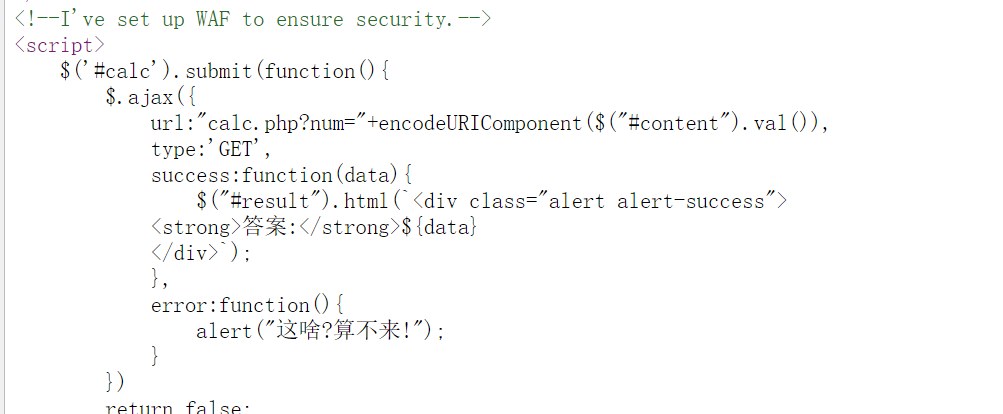 <!--I've set up WAF to ensure security.-->
<script>
    $('#calc').submit(function(){
        $.ajax({
            url:"calc.php?num="+encodeURIComponent($("#content").val()),
            type:'GET',
            success:function(data){
                $("#result").html(`<div class="alert alert-success">
            <strong>答案:</strong>${data}
            </div>`);
            },
            error:function(){
                alert("这啥?算不来!");
            }
        })
        return false;